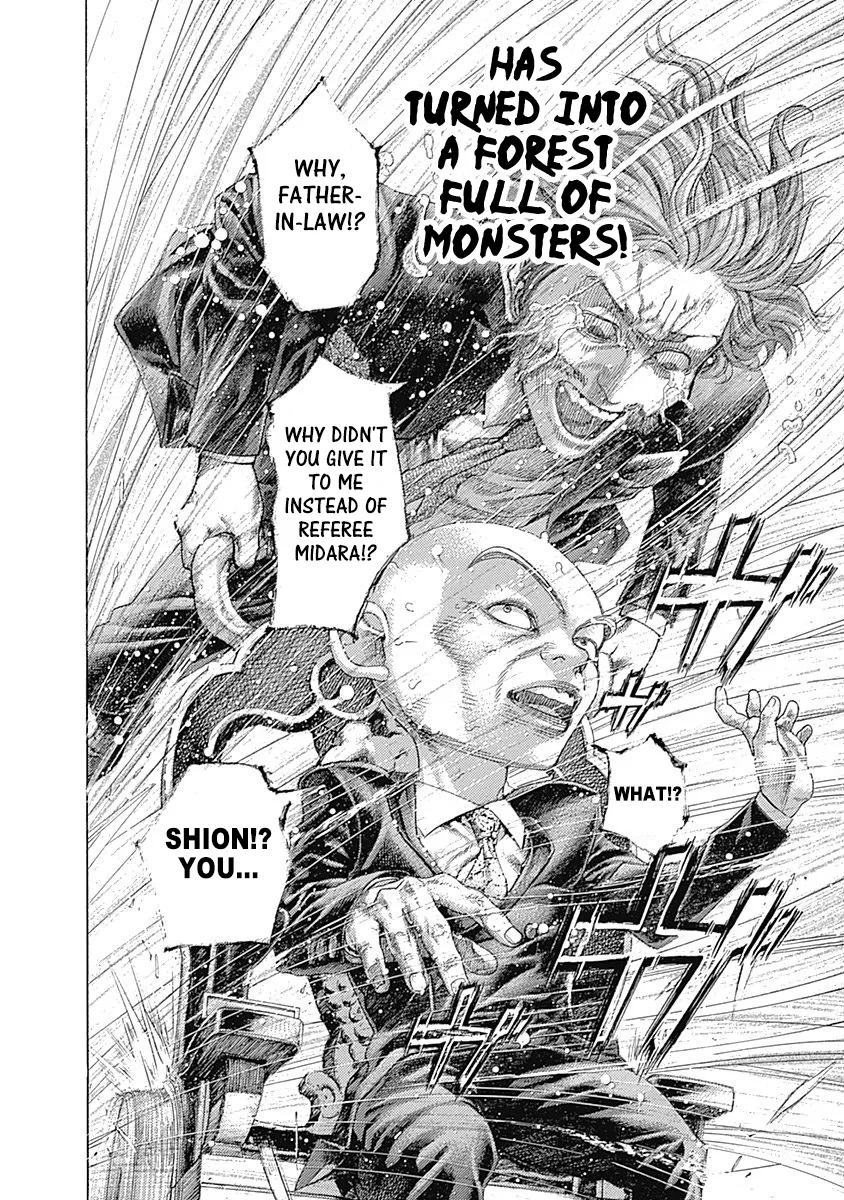 HAS
TURNED INTO
A FOREST
FULL OF
MONSTERS!
WHY,
FATHER-
IN-LAW!?
WHY DIDN'T
YOU GIVE IT
TO ME
INSTEAD OF
REFEREE
MIDARA!?
WHAT!?
SHION!?
YOU...